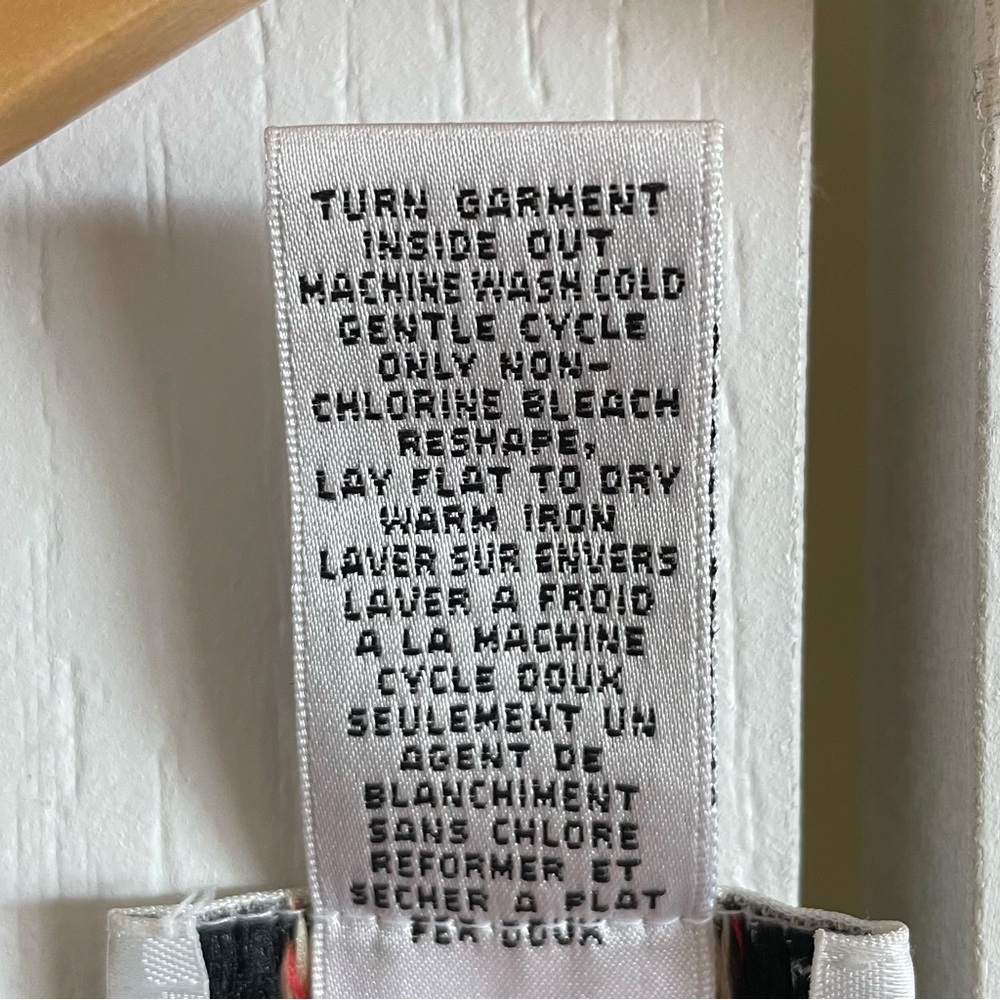 TURN GARMENT
INSIDE OUT
MACHINE WASH COLD
GENTLE CYCLE
ONLY NON-
CHLORINE BLEACH
RESHAPE,
LAY FLAT TO DRY
WARM IRON
LAVER SUR ENVERS
LAVER A FROID
A LA MACHINE
CYCLE DOUX
SEULEMENT UN
AGENT DE
BLANCHIMENT
SANS CHLORE
REFORMER ET
SECHER A PLAT
FER DOUX